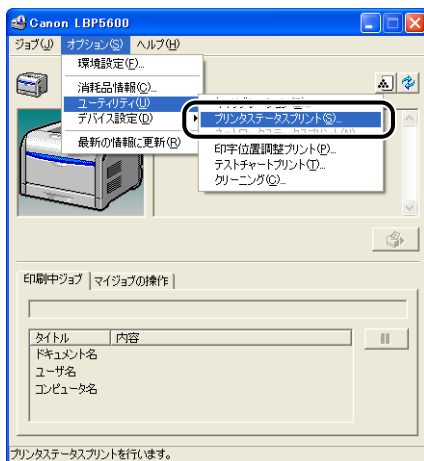 Canon LBP5600
ジョブ(J) オプション(S) ヘルプ(H)
環境設定(F)...
消耗品情報(C)...
ユーティリティ(U)
デバイス設定(D)
最新の情報に更新(R)
プリンタステータスプリント(S)...
印字位置調整プリント(P)...
テストチャートプリント(T)...
クリーニング(C)...
印刷中ジョブ マイジョブの操作
タイトル 内容
ドキュメント名
ユーザ名
コンピュータ名
プリンタステータスプリントを行います。